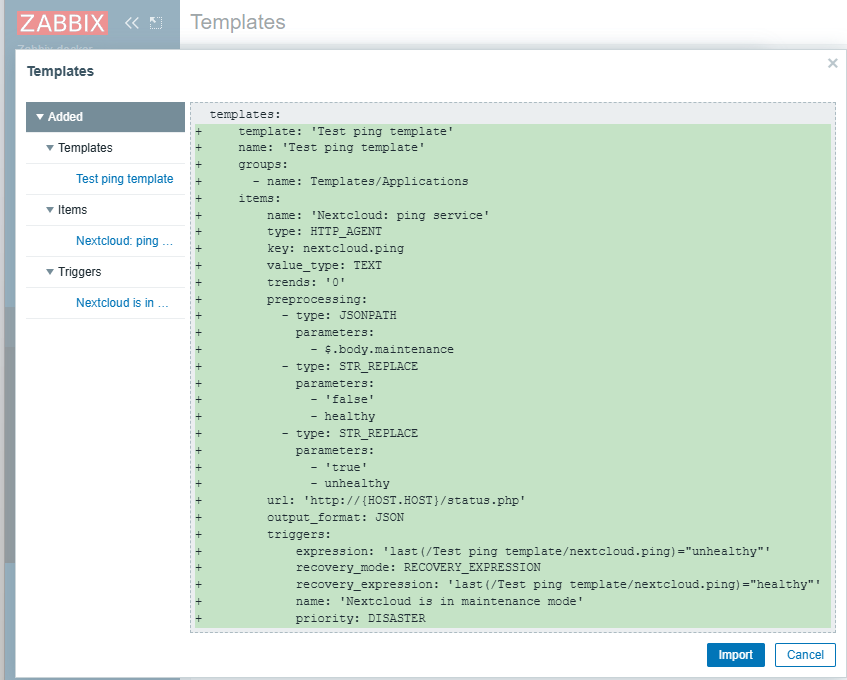 ZABBIX
Templates
Zabbix docker
Templates
Added
Templates
Test ping template
Items
Nextcloud: ping ...
Triggers
Nextcloud is in ...
templates:
+ template: 'Test ping template'
+ name: 'Test ping template'
+ groups:
+ - name: Templates/Applications
+ items:
+ name: 'Nextcloud: ping service'
+ type: HTTP_AGENT
+ key: nextcloud.ping
+ value_type: TEXT
+ trends: '0'
+ preprocessing:
+ - type: JSONPATH
+ parameters:
+ - $.body.maintenance
+ - type: STR_REPLACE
+ parameters:
+ - 'false'
+ - healthy
+ - type: STR_REPLACE
+ parameters:
+ - 'true'
+ - unhealthy
+ url: 'http://{HOST.HOST}/status.php'
+ output_format: JSON
+ triggers:
+ expression: 'last(/Test ping template/nextcloud.ping)="unhealthy"'
+ recovery_mode: RECOVERY_EXPRESSION
+ recovery_expression: 'last(/Test ping template/nextcloud.ping)="healthy"'
+ name: 'Nextcloud is in maintenance mode'
+ priority: DISASTER
Import
Cancel